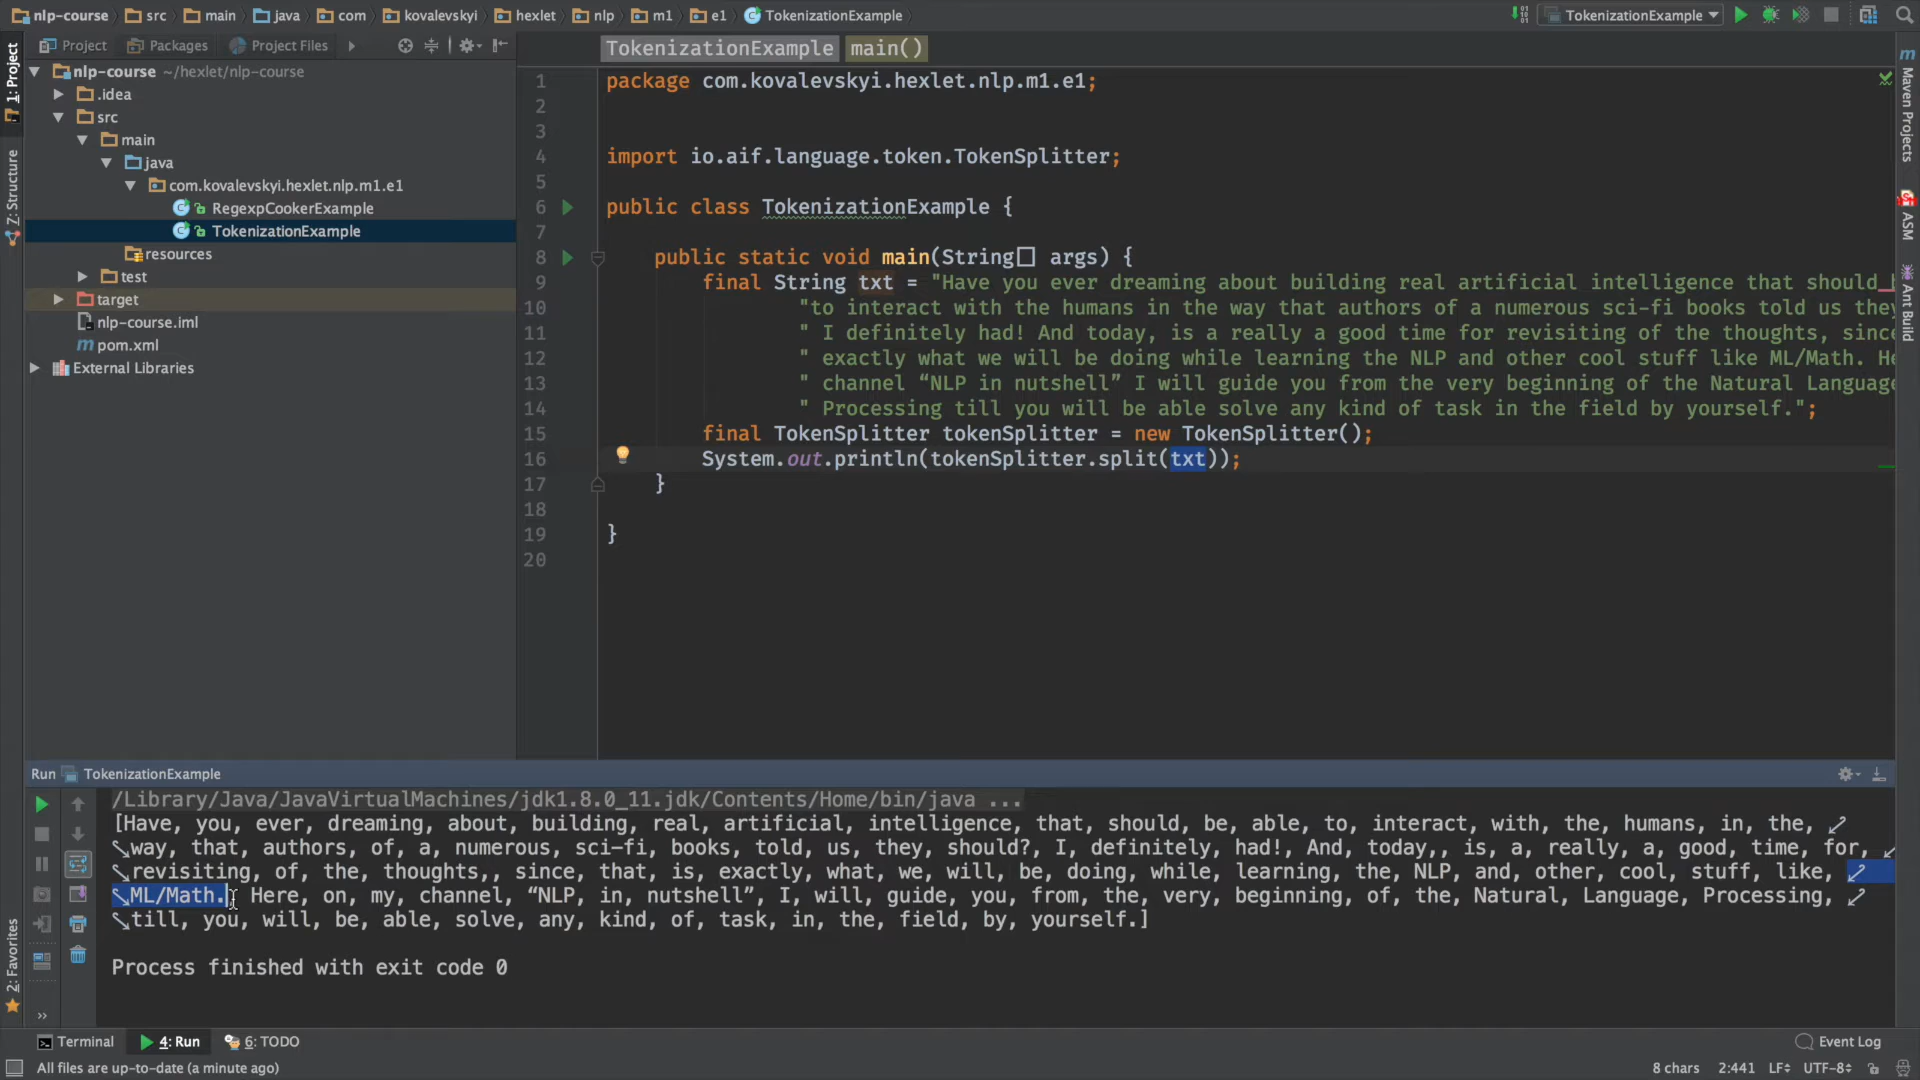 nlp-course src main java com kovalevskyi hexlet nlp m1 e1 TokenizationExample TokenizationExample
Project Packages Project Files
TokenizationExample main()
1: Project
Z: Structure
2: Favorites
Maven Projects
ASM
Ant Build
nlp-course ~/hexlet/nlp-course
.idea
src
main
java
com.kovalevskyi.hexlet.nlp.m1.e1
RegexpCookerExample
TokenizationExample
resources
test
target
nlp-course.iml
pom.xml
External Libraries
1 package com.kovalevskyi.hexlet.nlp.m1.e1;
2
3
4 import io.aif.language.token.TokenSplitter;
5
6 public class TokenizationExample {
7
8 public static void main(String[] args) {
9 final String txt = "Have you ever dreaming about building real artificial intelligence that should
10 "to interact with the humans in the way that authors of a numerous sci-fi books told us they
11 " I definitely had! And today, is a really a good time for revisiting of the thoughts, since
12 " exactly what we will be doing while learning the NLP and other cool stuff like ML/Math. He
13 " channel “NLP in nutshell” I will guide you from the very beginning of the Natural Language
14 " Processing till you will be able solve any kind of task in the field by yourself.";
15 final TokenSplitter tokenSplitter = new TokenSplitter();
16 System.out.println(tokenSplitter.split(txt));
17 }
18
19 }
20
Run TokenizationExample
/Library/Java/JavaVirtualMachines/jdk1.8.0_11.jdk/Contents/Home/bin/java ...
[Have, you, ever, dreaming, about, building, real, artificial, intelligence, that, should, be, able, to, interact, with, the, humans, in, the,
way, that, authors, of, a, numerous, sci-fi, books, told, us, they, should?, I, definitely, had!, And, today,, is, a, really, a, good, time, for,
revisiting, of, the, thoughts,, since, that, is, exactly, what, we, will, be, doing, while, learning, the, NLP, and, other, cool, stuff, like,
ML/Math., Here, on, my, channel, “NLP, in, nutshell”, I, will, guide, you, from, the, very, beginning, of, the, Natural, Language, Processing,
till, you, will, be, able, solve, any, kind, of, task, in, the, field, by, yourself.]
Process finished with exit code 0
Terminal 4: Run 6: TODO Event Log
All files are up-to-date (a minute ago) 8 chars 2:441 LF UTF-8